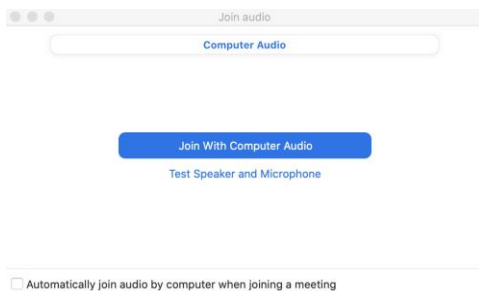 Join audio
Computer Audio
Join With Computer Audio
Test Speaker and Microphone
Automatically join audio by computer when joining a meeting